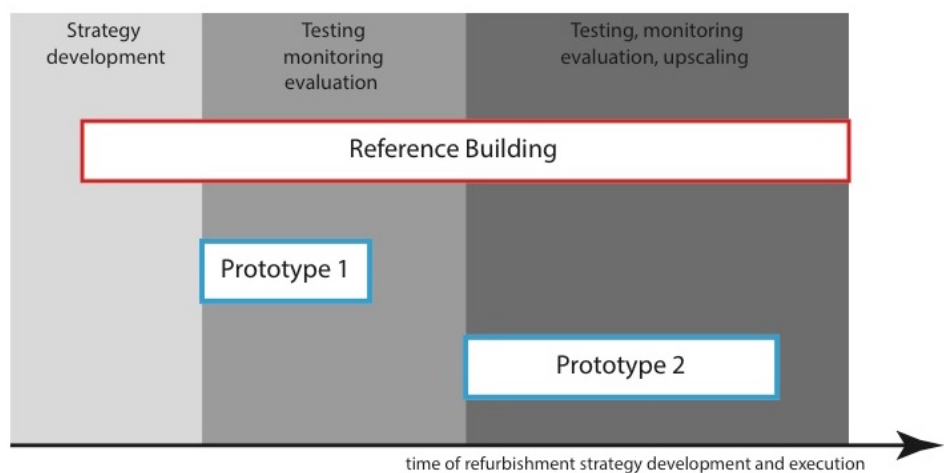 Strategy
development
Testing
monitoring
evaluation
Testing, monitoring
evaluation, upscaling
Reference Building
Prototype 1
Prototype 2
time of refurbishment strategy development and execution